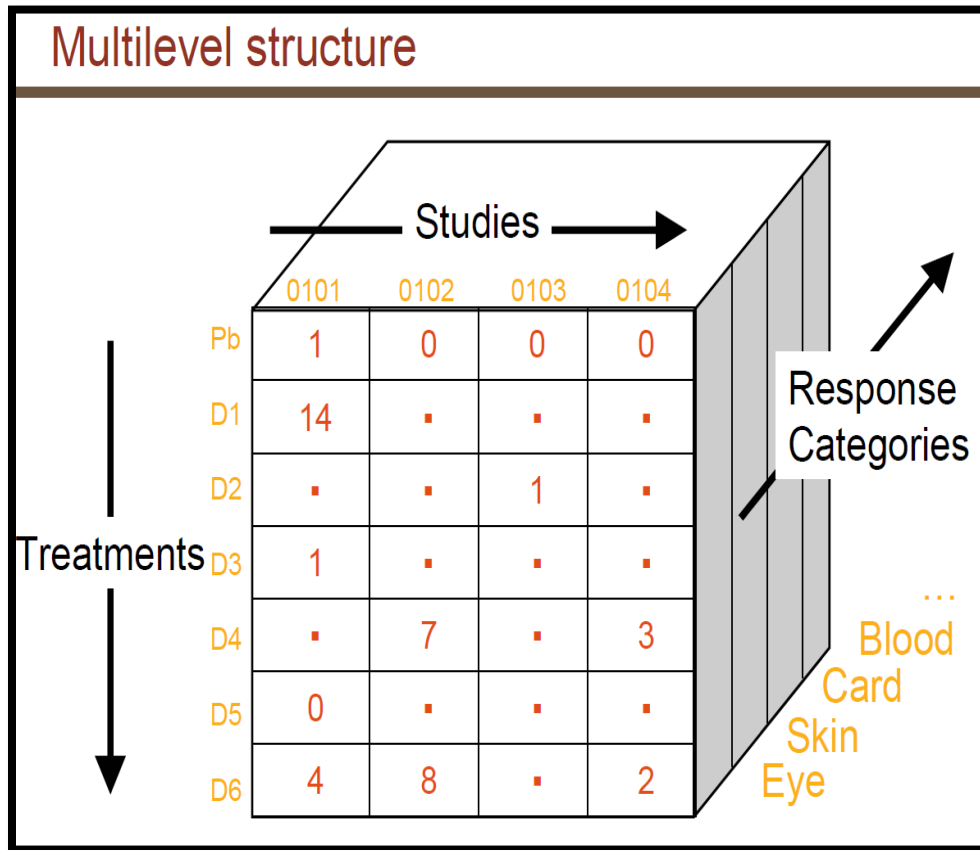 Multilevel structure
Studies
0101 0102 0103 0104
Pb 1 0 0 0
D1 14 . . .
D2 . . 1 .
D3 1 . . .
D4 . 7 . 3
D5 0 . . .
D6 4 8 . 2
Treatments
Response
Categories
...
Blood
Card
Skin
Eye